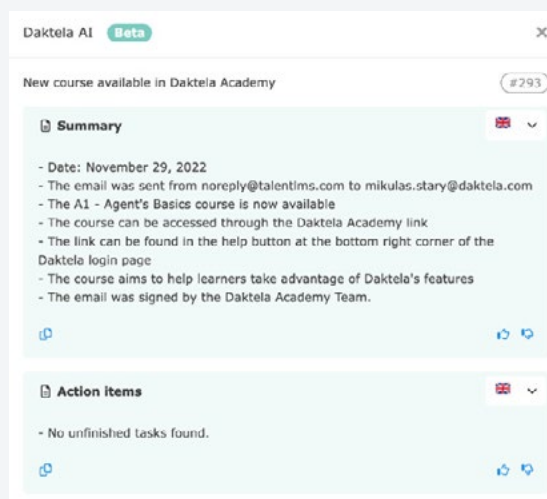 Daktela AI Beta
New course available in Daktela Academy #293
Summary
- Date: November 29, 2022
- The email was sent from noreply@talentlms.com to mikulas.stary@daktela.com
- The A1 - Agent's Basics course is now available
- The course can be accessed through the Daktela Academy link
- The link can be found in the help button at the bottom right corner of the
Daktela login page
- The course aims to help learners take advantage of Daktela's features
- The email was signed by the Daktela Academy Team.
Action items
- No unfinished tasks found.